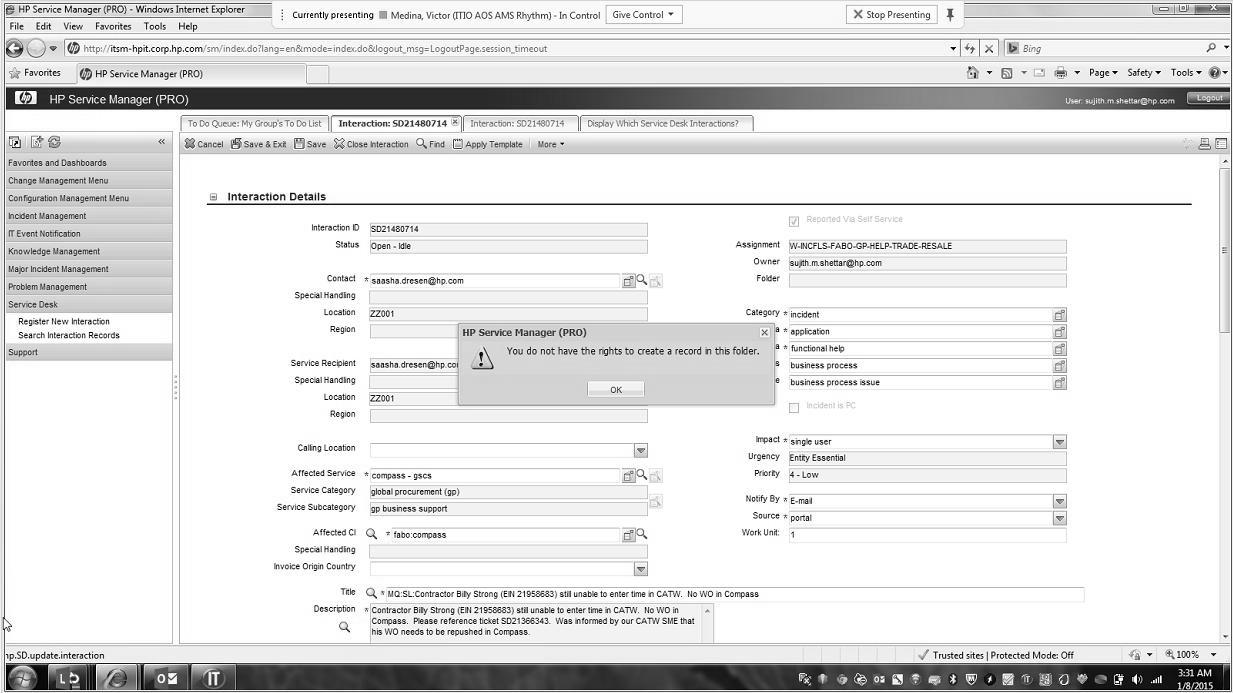 HP Service Manager (PRO) - Windows Internet Explorer
Currently presenting Medina, Victor (ITIO AOS AMS Rhythm) - In Control Give Control Stop Presenting
File Edit View Favorites Tools Help
http://itsm-hpit.corp.hp.com/sm/index.do?lang=en&mode=index.do&logout_msg=LogoutPage.session_timeout Bing
Favorites HP Service Manager (PRO) Page Safety Tools
HP Service Manager (PRO) User: sujith.m.shettar@hp.com Logout
To Do Queue: My Group's To Do List Interaction: SD21480714 Interaction: SD21480714 Display Which Service Desk Interactions?
Cancel Save & Exit Save Close Interaction Find Apply Template More
Favorites and Dashboards
Change Management Menu
Configuration Management Menu
Incident Management
IT Event Notification
Knowledge Management
Major Incident Management
Problem Management
Service Desk
Register New Interaction
Search Interaction Records
Support
Interaction Details
Interaction ID SD21480714
Status Open - Idle
Contact * saasha.dresen@hp.com
Special Handling
Location ZZ001
Region
Service Recipient saasha.dresen@hp.co
Special Handling
Location ZZ001
Region
Calling Location
Affected Service * compass - gscs
Service Category global procurement (gp)
Service Subcategory gp business support
Affected CI * fabo:compass
Special Handling
Invoice Origin Country
Reported Via Self Service
Assignment W-INCFLS-FABO-GP-HELP-TRADE-RESALE
Owner sujith.m.shettar@hp.com
Folder
Category * incident
a * application
a * functional help
s business process
e business process issue
Incident is PC
Impact * single user
Urgency Entity Essential
Priority 4 - Low
Notify By * E-mail
Source * portal
Work Unit: 1
HP Service Manager (PRO)
You do not have the rights to create a record in this folder.
OK
Title * MQ:SL:Contractor Billy Strong (EIN 21958683) still unable to enter time in CATW. No WO in Compass
Description * Contractor Billy Strong (EIN 21958683) still unable to enter time in CATW. No WO in
Compass. Please reference ticket SD21366343. Was informed by our CATW SME that
his WO needs to be repushed in Compass.
hp.SD.update.interaction Trusted sites | Protected Mode: Off 100%
3:31 AM
1/8/2015